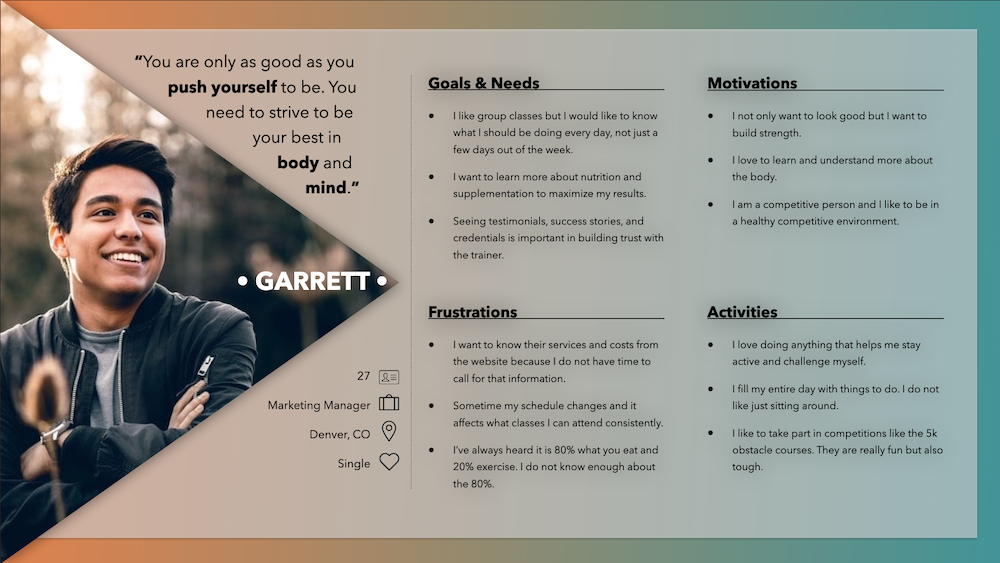 "You are only as good as you
push yourself to be. You
need to strive to be
your best in
body and
mind."
• GARRETT •
27
Marketing Manager
Denver, CO
Single
Goals & Needs
• I like group classes but I would like to know
what I should be doing every day, not just a
few days out of the week.
• I want to learn more about nutrition and
supplementation to maximize my results.
• Seeing testimonials, success stories, and
credentials is important in building trust with
the trainer.
Frustrations
• I want to know their services and costs from
the website because I do not have time to
call for that information.
• Sometime my schedule changes and it
affects what classes I can attend consistently.
• I've always heard it is 80% what you eat and
20% exercise. I do not know enough about
the 80%.
Motivations
• I not only want to look good but I want to
build strength.
• I love to learn and understand more about
the body.
• I am a competitive person and I like to be in
a healthy competitive environment.
Activities
• I love doing anything that helps me stay
active and challenge myself.
• I fill my entire day with things to do. I do not
like just sitting around.
• I like to take part in competitions like the 5k
obstacle courses. They are really fun but also
tough.